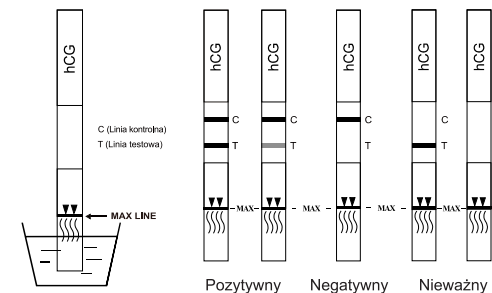 hCG
C (Linia kontrolna)
T (Linia testowa)
MAX LINE
hCG hCG hCG hCG hCG
C C C
T T T
MAX MAX MAX MAX
Pozytywny Negatywny Nieważny